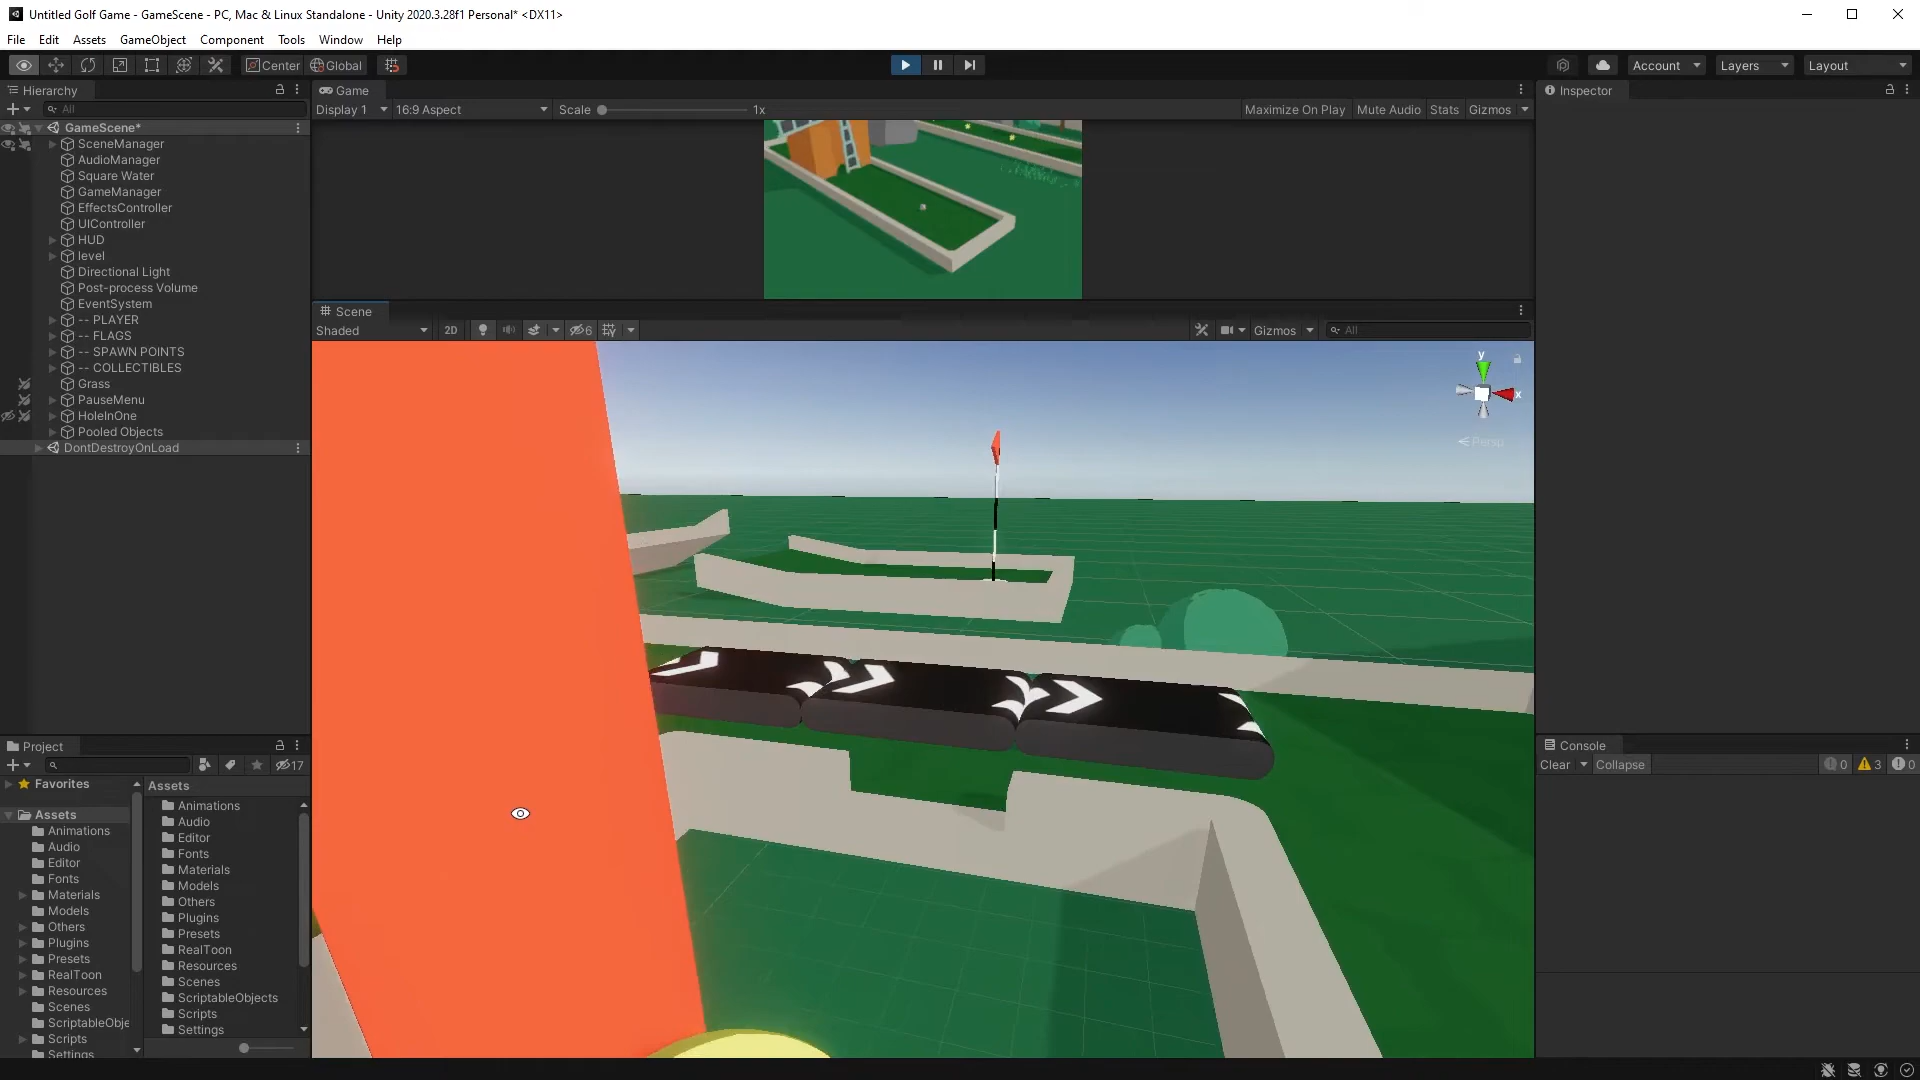 Untitled Golf Game - GameScene - PC, Mac & Linux Standalone - Unity 2020.3.28f1 Personal* <DX11>
File Edit Assets GameObject Component Tools Window Help
Center Global Account Layers Layout
Hierarchy
All
GameScene*
SceneManager
AudioManager
Square Water
GameManager
EffectsController
UIController
HUD
level
Directional Light
Post-process Volume
EventSystem
-- PLAYER
-- FLAGS
-- SPAWN POINTS
-- COLLECTIBLES
Grass
PauseMenu
HoleInOne
Pooled Objects
DontDestroyOnLoad
Game
Display 1 16:9 Aspect Scale 1x Maximize On Play Mute Audio Stats Gizmos
Scene
Shaded 2D 6 Gizmos All
y
x
Persp
Inspector
Project
17
Favorites
Assets
Animations
Audio
Editor
Fonts
Materials
Models
Others
Plugins
Presets
RealToon
Resources
Scenes
ScriptableObje
Scripts
Settings
Assets
Animations
Audio
Editor
Fonts
Materials
Models
Others
Plugins
Presets
RealToon
Resources
Scenes
ScriptableObjects
Scripts
Settings
Console
Clear Collapse 0 3 0